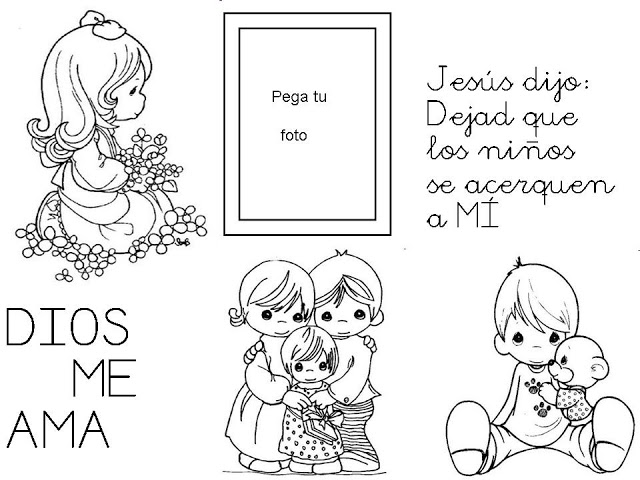 Pega tu
foto
Jesús dijo:
Dejad que
los niños
se acerquen
a MÍ
DIOS
ME
AMA